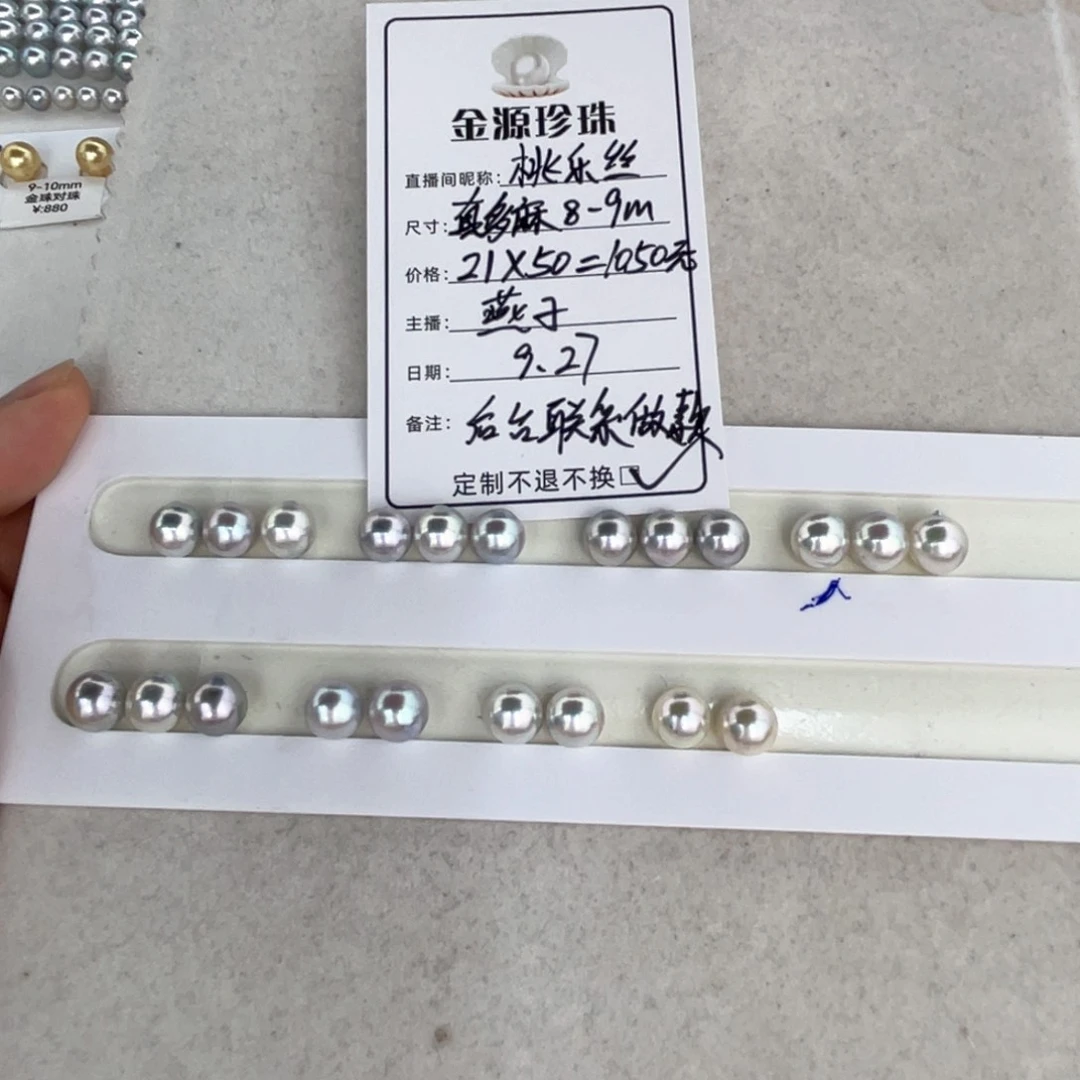 金源珍珠
直播间昵称: 桃乐丝
尺寸: 真多麻 8-9m
价格: 21×50=1050元
主播: 燕子
日期: 9.27
备注: 后台联系做款
定制不退不换☑
9-10mm
金珠对珠
¥:880